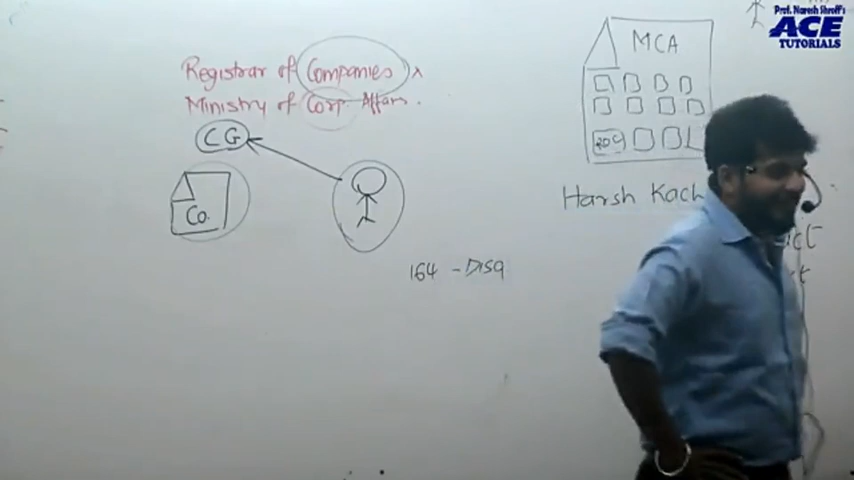 Registrar of Companies x
Ministry of Corp Affairs.
CG
Co.
164 - Disq
MCA
ROC
Harsh Kach
Prof. Naresh Shroff's
ACE
TUTORIALS